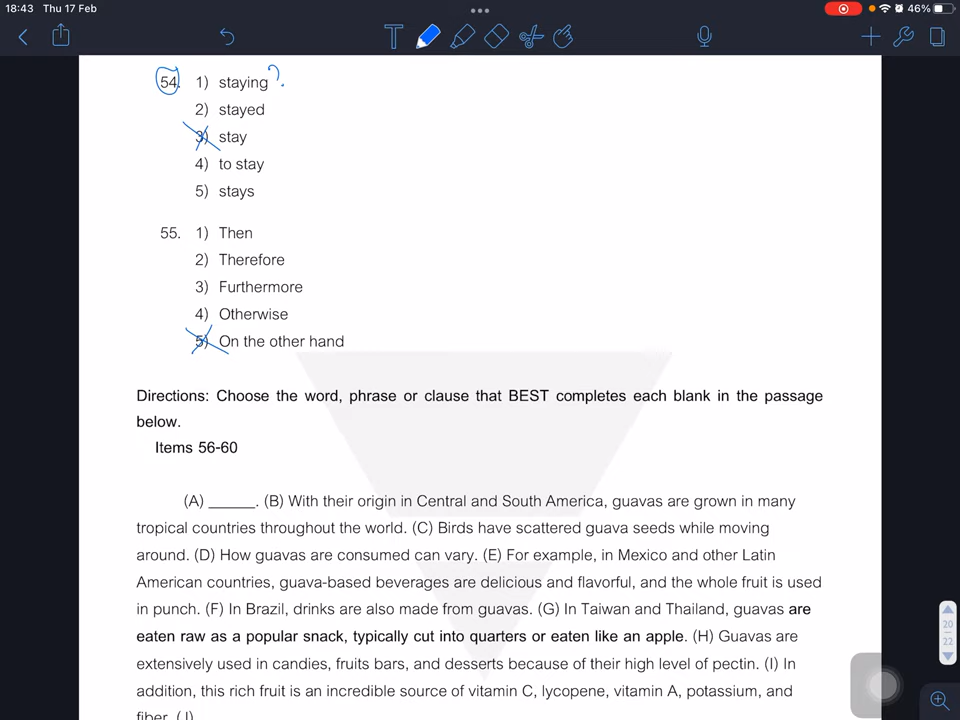 18:43 Thu 17 Feb
46%
54. 1) staying ?
2) stayed
3) stay
4) to stay
5) stays
55. 1) Then
2) Therefore
3) Furthermore
4) Otherwise
5) On the other hand
Directions: Choose the word, phrase or clause that BEST completes each blank in the passage
below.
Items 56-60
(A) ______. (B) With their origin in Central and South America, guavas are grown in many
tropical countries throughout the world. (C) Birds have scattered guava seeds while moving
around. (D) How guavas are consumed can vary. (E) For example, in Mexico and other Latin
American countries, guava-based beverages are delicious and flavorful, and the whole fruit is used
in punch. (F) In Brazil, drinks are also made from guavas. (G) In Taiwan and Thailand, guavas are
eaten raw as a popular snack, typically cut into quarters or eaten like an apple. (H) Guavas are
extensively used in candies, fruits bars, and desserts because of their high level of pectin. (I) In
addition, this rich fruit is an incredible source of vitamin C, lycopene, vitamin A, potassium, and
fiber. (J)
20
22